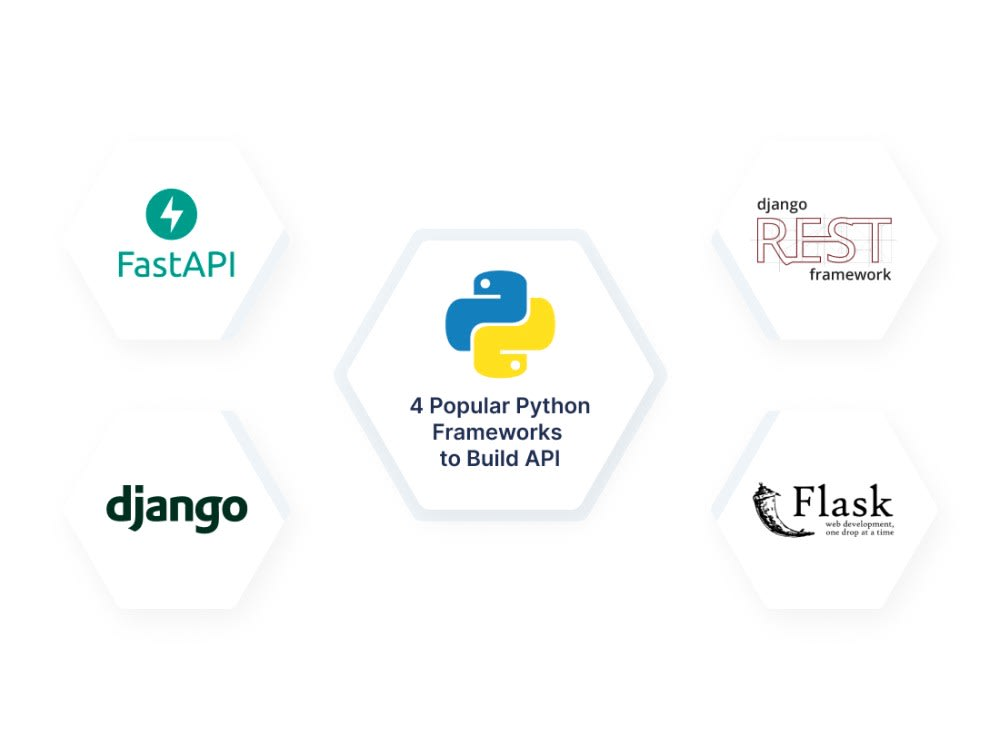 FastAPI
django
REST
framework
4 Popular Python
Frameworks
to Build API
django
Flask
web development,
one drop at a time